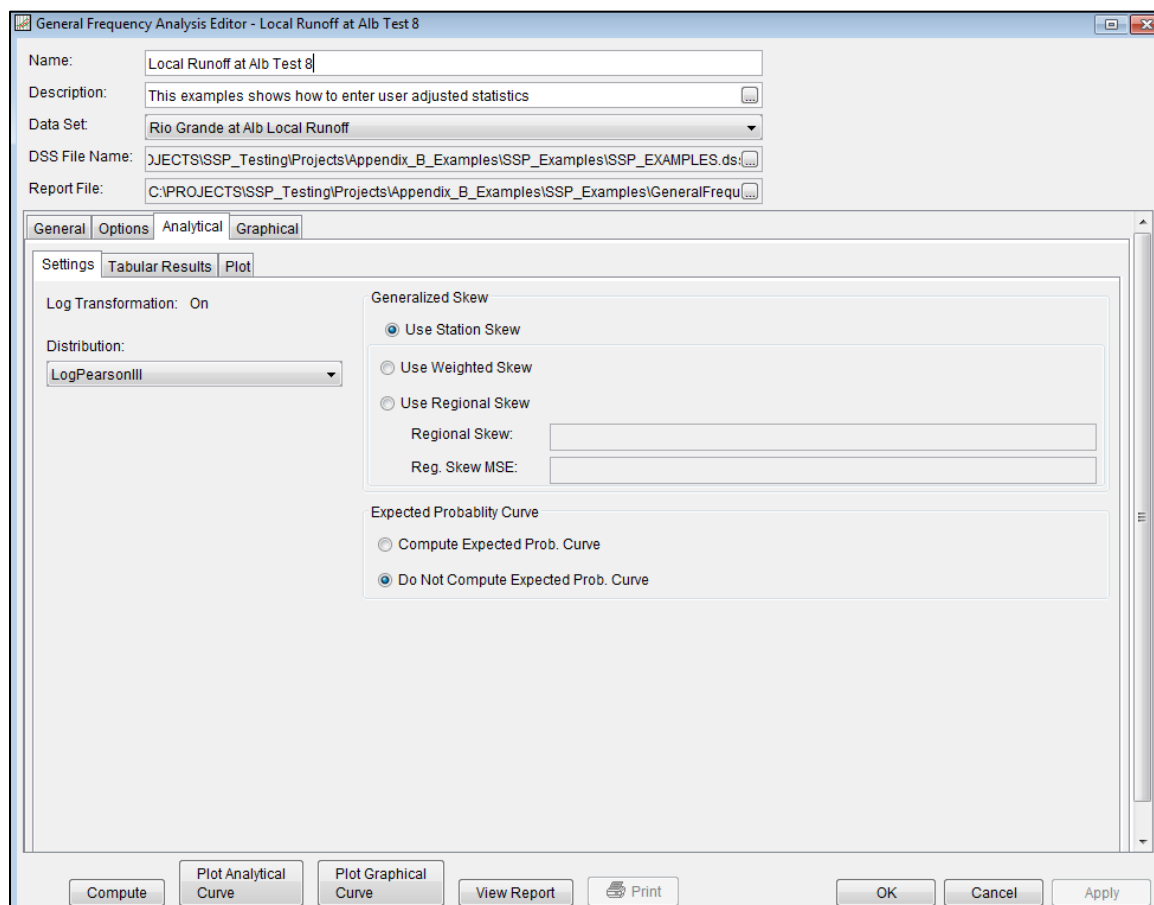 General Frequency Analysis Editor - Local Runoff at Alb Test 8
Name: Local Runoff at Alb Test 8
Description: This examples shows how to enter user adjusted statistics ...
Data Set: Rio Grande at Alb Local Runoff
DSS File Name: OJECTS\SSP_Testing\Projects\Appendix_B_Examples\SSP_Examples\SSP_EXAMPLES.dss ...
Report File: C:\PROJECTS\SSP_Testing\Projects\Appendix_B_Examples\SSP_Examples\GeneralFrequ ...
General Options Analytical Graphical
Settings Tabular Results Plot
Log Transformation: On
Distribution:
LogPearsonIII
Generalized Skew
Use Station Skew
Use Weighted Skew
Use Regional Skew
Regional Skew:
Reg. Skew MSE:
Expected Probablity Curve
Compute Expected Prob. Curve
Do Not Compute Expected Prob. Curve
Compute
Plot Analytical
Curve
Plot Graphical
Curve
View Report
Print
OK
Cancel
Apply